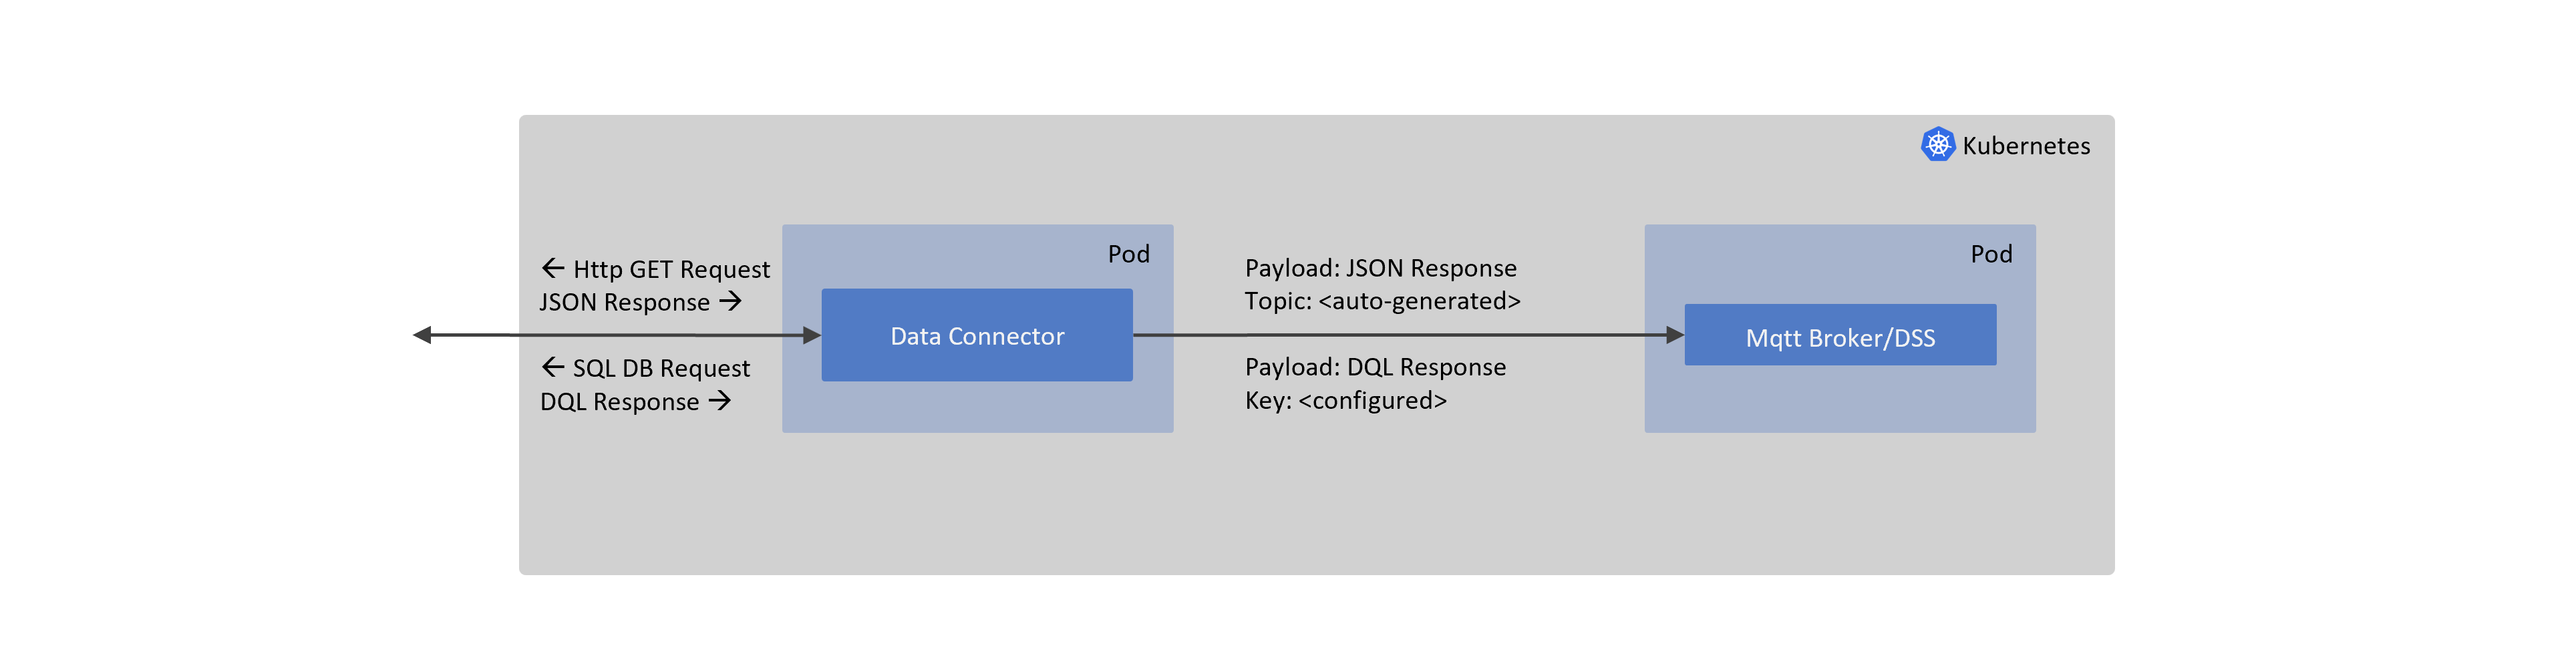 Kubernetes
Pod
Pod
← Http GET Request
JSON Response →
Payload: JSON Response
Topic: <auto-generated>
Data Connector
Mqtt Broker/DSS
← SQL DB Request
DQL Response →
Payload: DQL Response
Key: <configured>